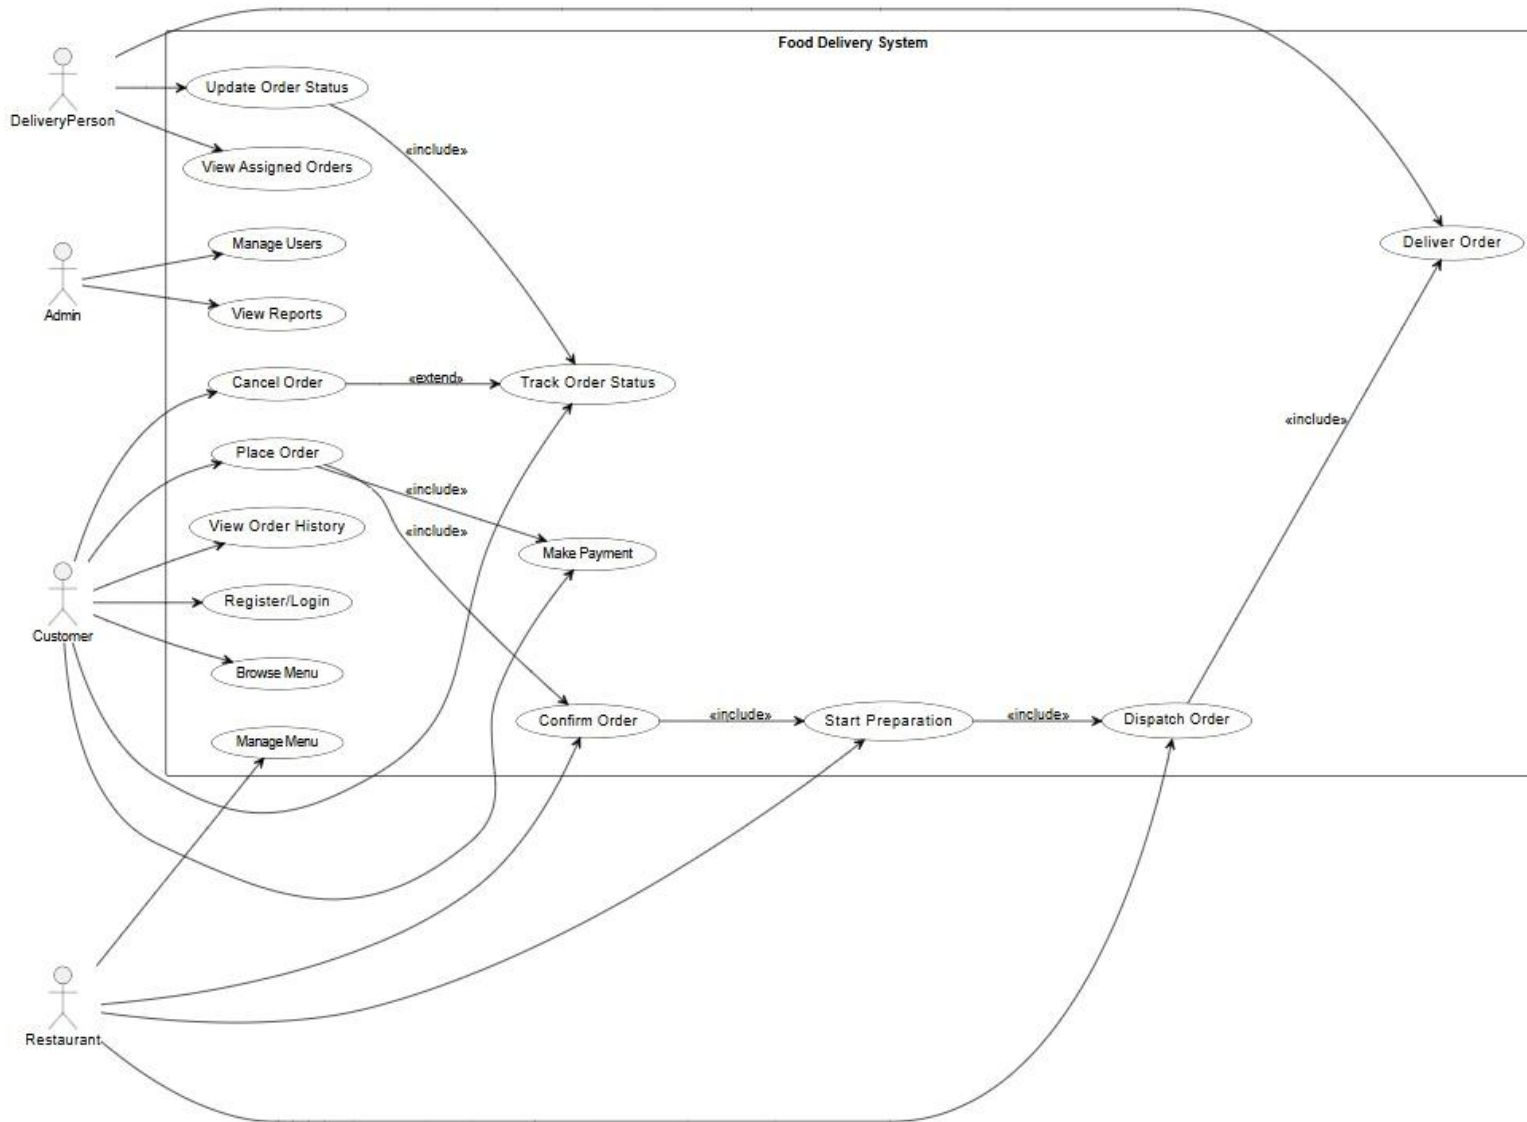 Food Delivery System
DeliveryPerson
Update Order Status
«include»
View Assigned Orders
Manage Users
Deliver Order
Admin
View Reports
Cancel Order
«extend»
Track Order Status
«include»
Place Order
«include»
«include»
View Order History
Make Payment
Customer
Register/Login
Browse Menu
Manage Menu
Confirm Order
«include»
Start Preparation
«include»
Dispatch Order
Restaurant